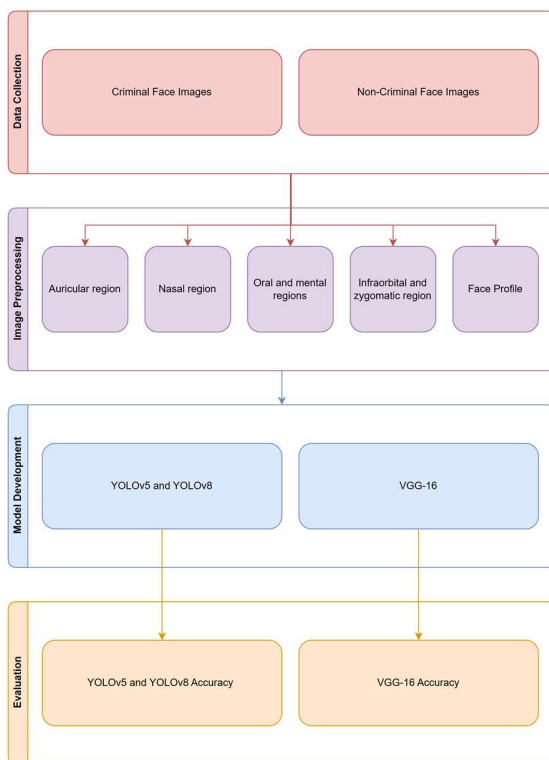 Data Collection
Criminal Face Images
Non-Criminal Face Images
Image Preprocessing
Auricular region
Nasal region
Oral and mental
regions
Infraorbital and
zygomatic region
Face Profile
Model Development
YOLOv5 and YOLOv8
VGG-16
Evaluation
YOLOv5 and YOLOv8 Accuracy
VGG-16 Accuracy